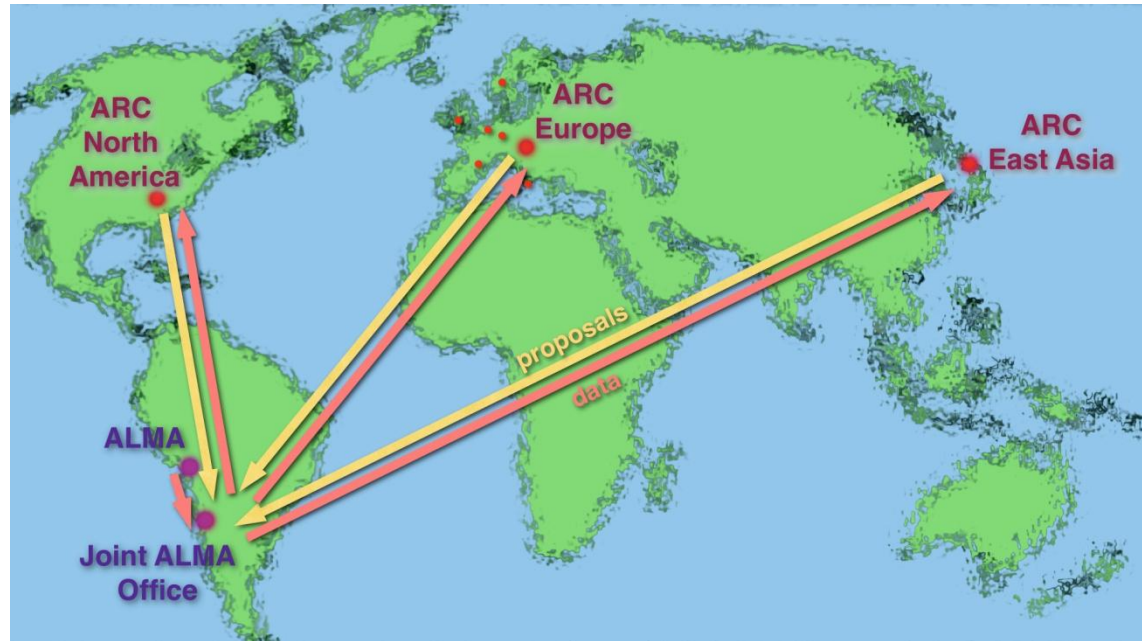 ARC
North
America
ARC
Europe
ARC
East Asia
proposals
data
ALMA
Joint ALMA
Office